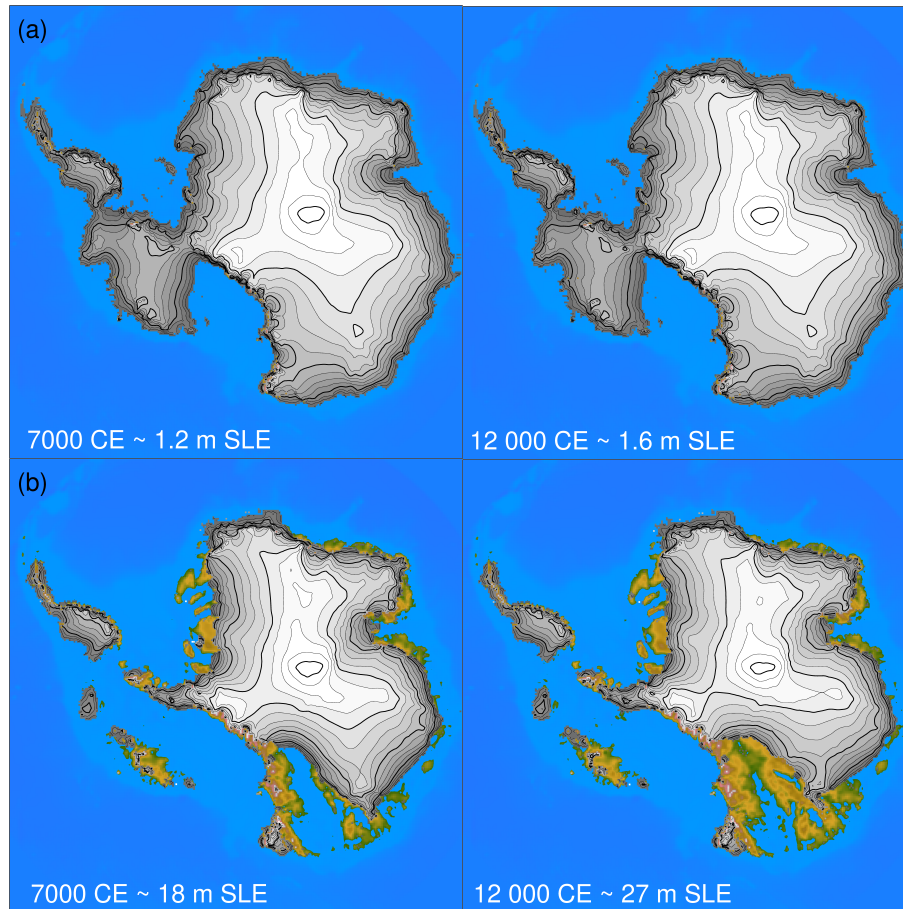 (a)
7000 CE ~ 1.2 m SLE
12 000 CE ~ 1.6 m SLE
(b)
7000 CE ~ 18 m SLE
12 000 CE ~ 27 m SLE